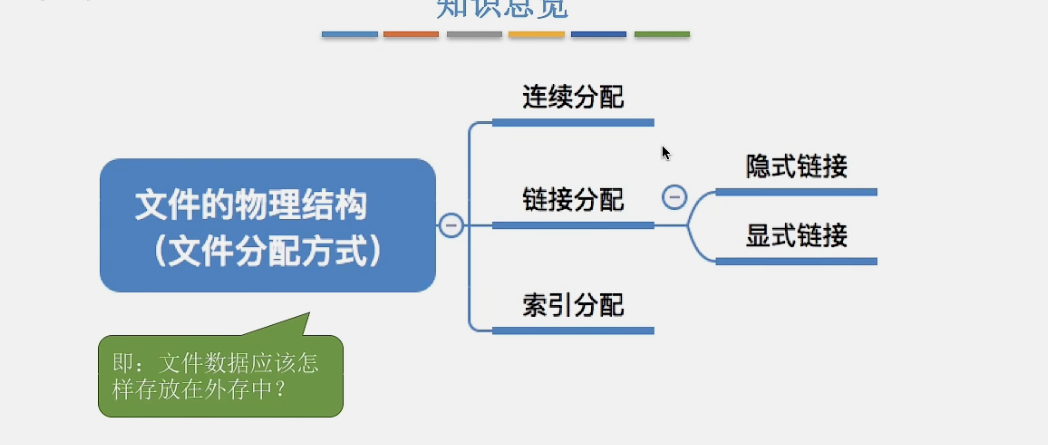 知识总览
连续分配
隐式链接
文件的物理结构
链接分配
(文件分配方式)
显式链接
索引分配
即：文件数据应该怎
样存放在外存中？